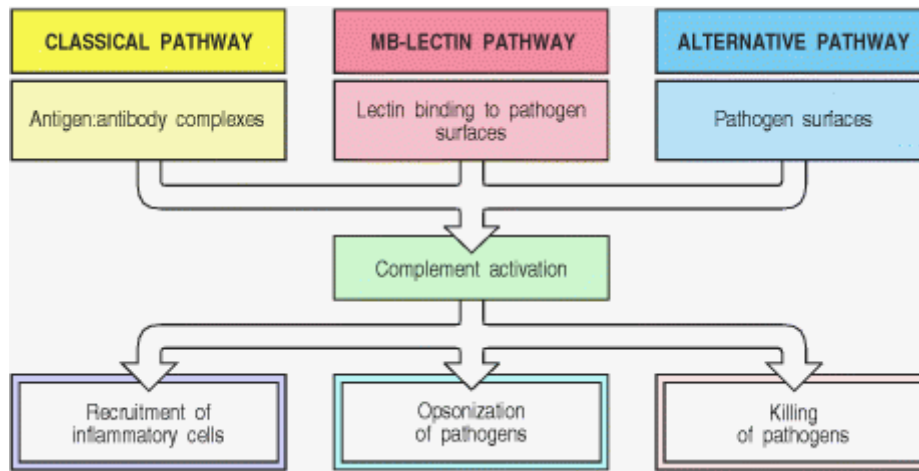 CLASSICAL PATHWAY
MB-LECTIN PATHWAY
ALTERNATIVE PATHWAY
Antigen:antibody complexes
Lectin binding to pathogen
surfaces
Pathogen surfaces
Complement activation
Recruitment of
inflammatory cells
Opsonization
of pathogens
Killing
of pathogens